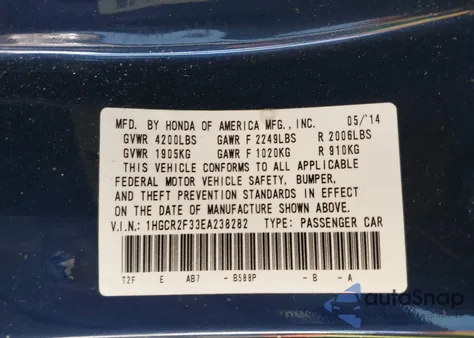 MFD. BY HONDA OF AMERICA MFG., INC. 05/'14
GVWR 4200LBS GAWR F 2249LBS R 2006LBS
GVWR 1905KG GAWR F 1020KG R 910KG
THIS VEHICLE CONFORMS TO ALL APPLICABLE
FEDERAL MOTOR VEHICLE SAFETY, BUMPER,
AND THEFT PREVENTION STANDARDS IN EFFECT
ON THE DATE OF MANUFACTURE SHOWN ABOVE.
V.I.N.: 1HGCR2F33EA238282 TYPE: PASSENGER CAR
T2F E AB7 - B588P - B - A
autoSnap